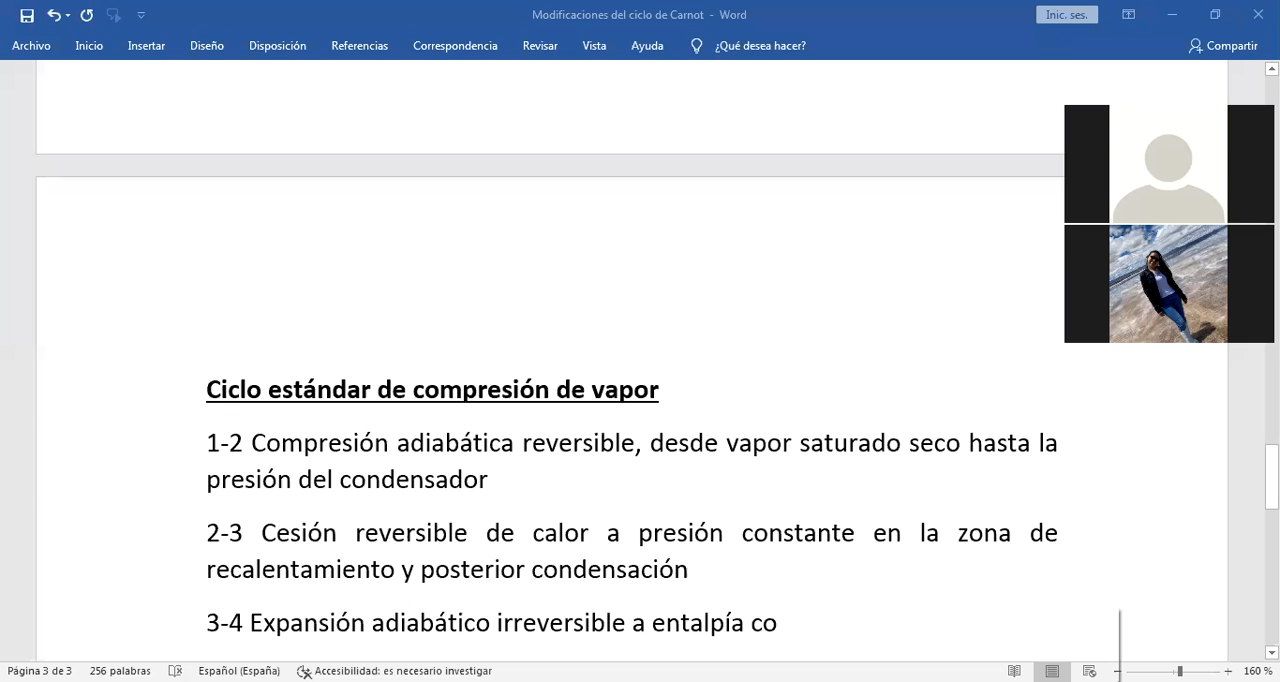 Modificaciones del ciclo de Carnot - Word
Inic. ses.
Archivo Inicio Insertar Diseño Disposición Referencias Correspondencia Revisar Vista Ayuda ¿Qué desea hacer? Compartir
Ciclo estándar de compresión de vapor
1-2 Compresión adiabática reversible, desde vapor saturado seco hasta la
presión del condensador
2-3 Cesión reversible de calor a presión constante en la zona de
recalentamiento y posterior condensación
3-4 Expansión adiabático irreversible a entalpía co
Página 3 de 3 256 palabras Español (España) Accesibilidad: es necesario investigar 160 %